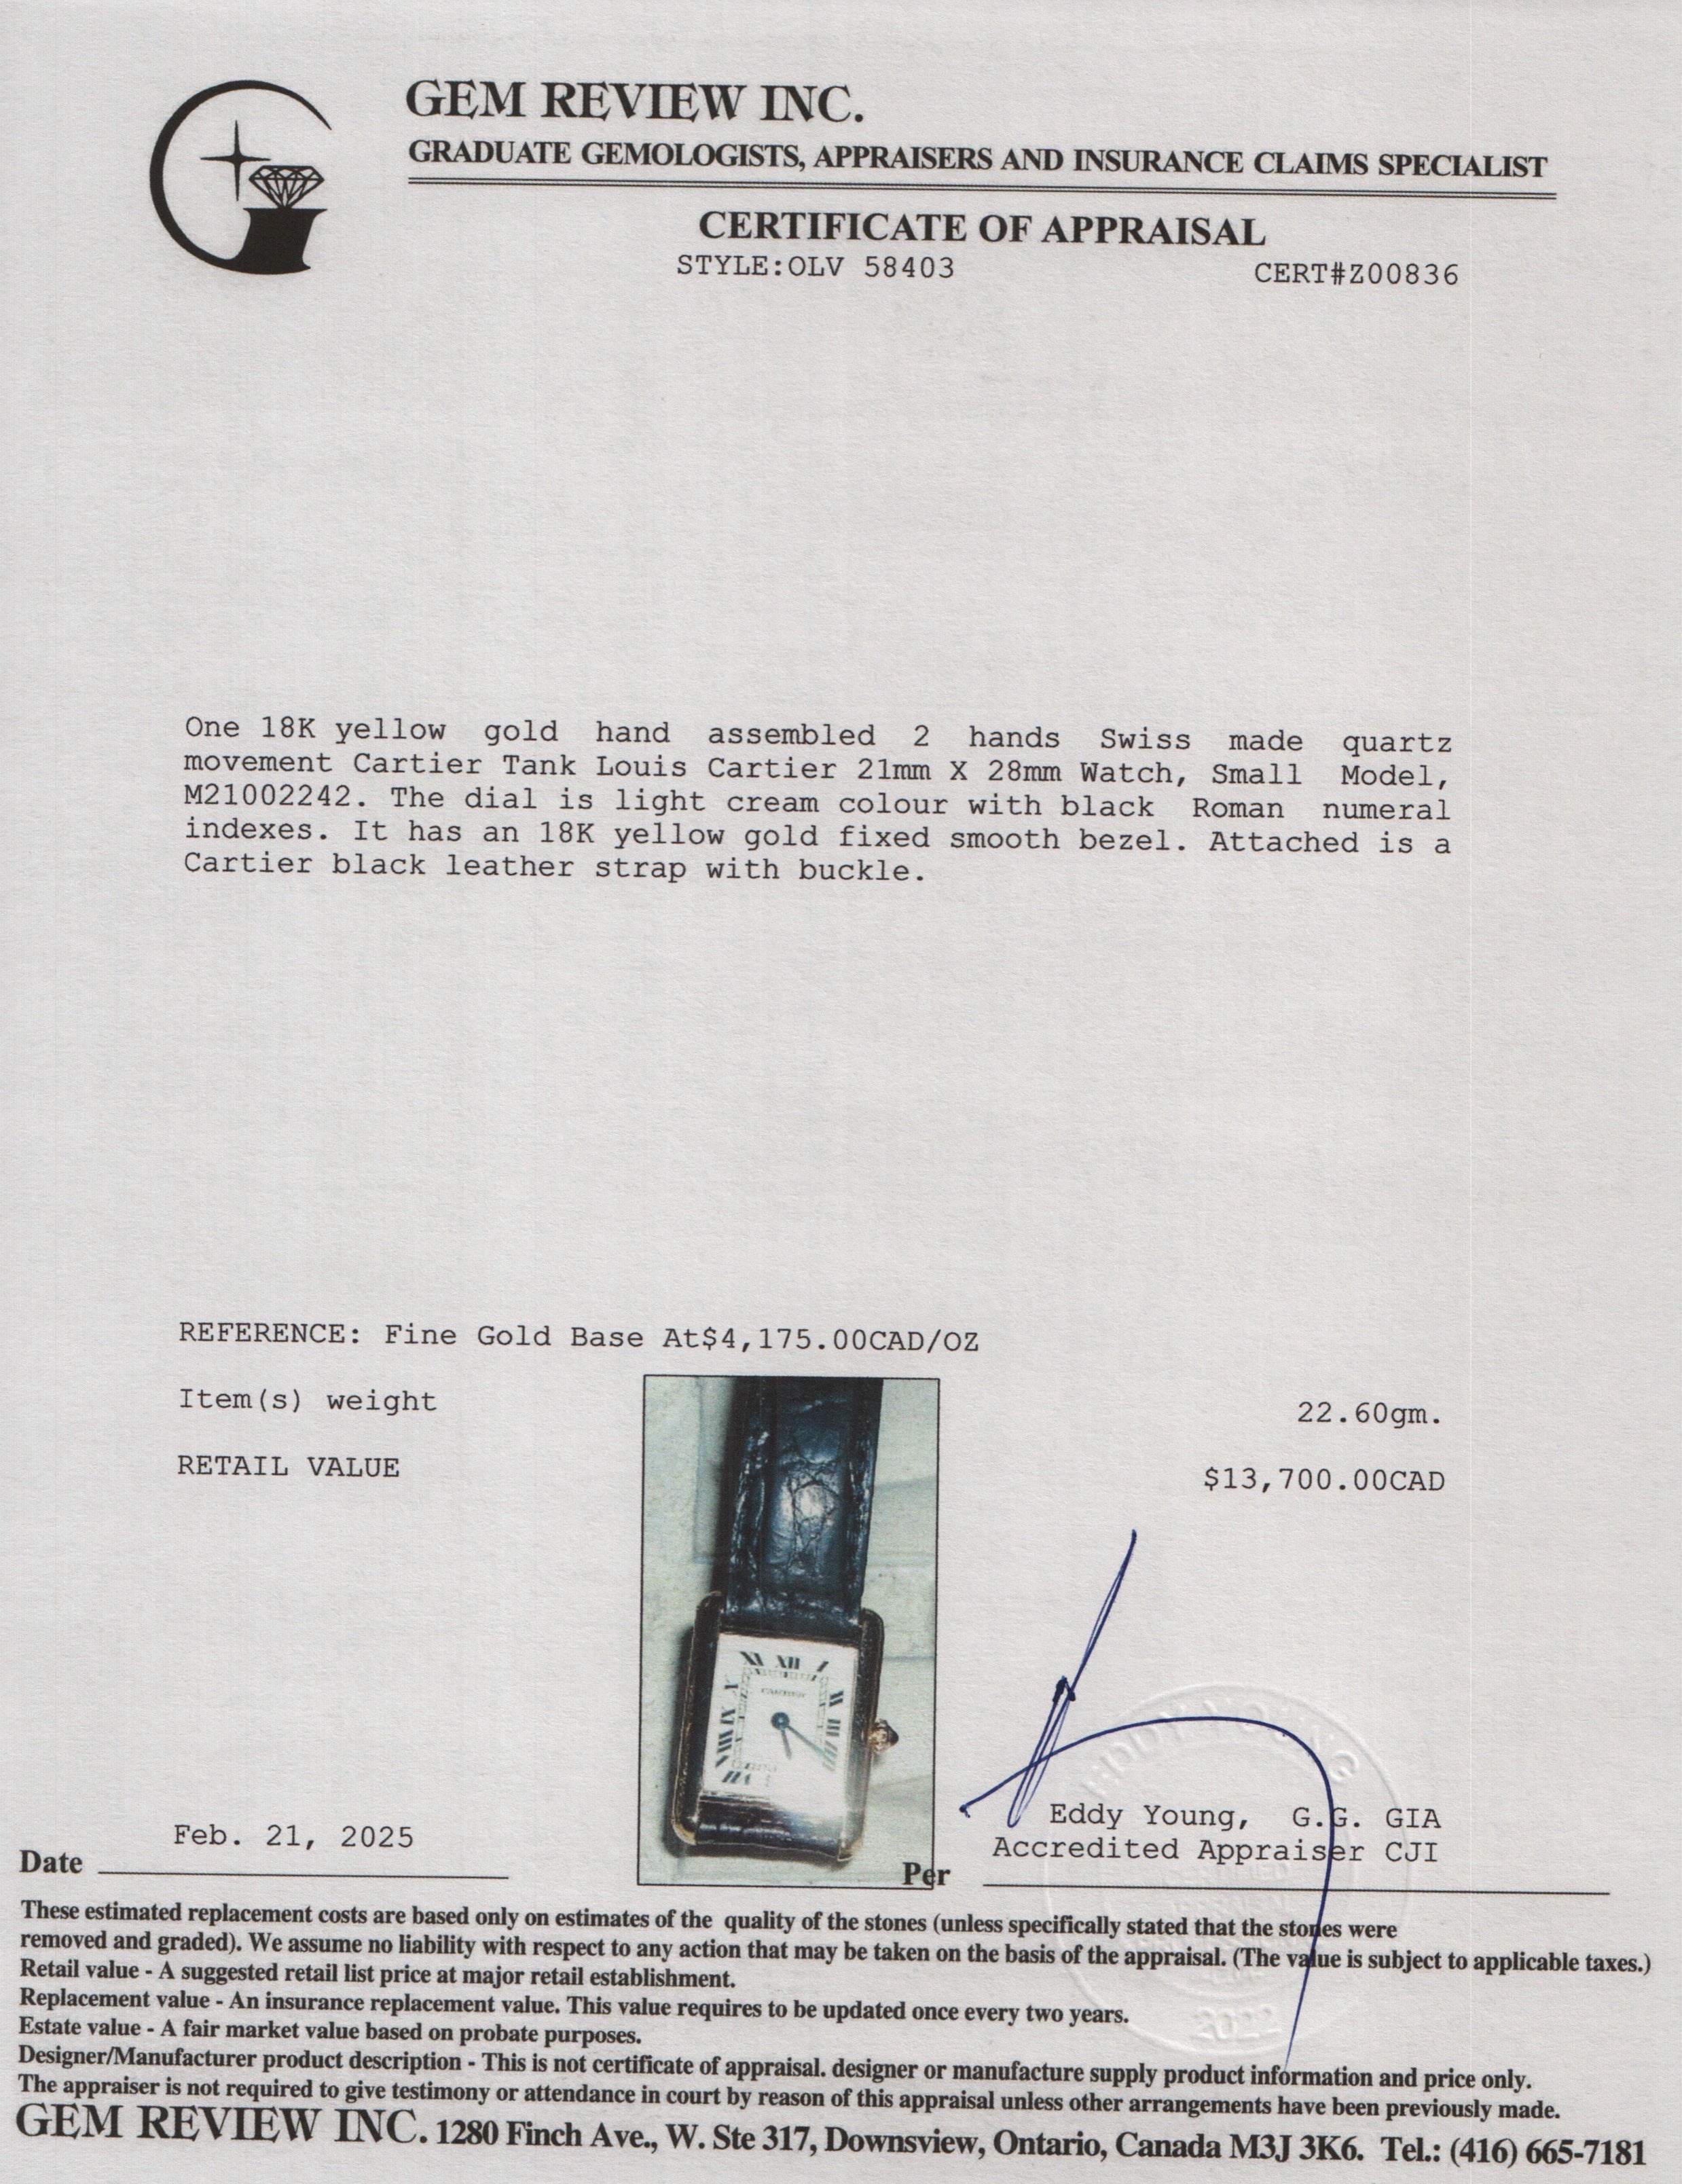 GEM REVIEW INC.
GRADUATE GEMOLOGISTS, APPRAISERS AND INSURANCE CLAIMS SPECIALIST
CERTIFICATE OF APPRAISAL
STYLE:OLV 58403 CERT#Z00836
One 18K yellow gold hand assembled 2 hands Swiss made quartz
movement Cartier Tank Louis Cartier 21mm X 28mm Watch, Small Model,
M21002242. The dial is light cream colour with black Roman numeral
indexes. It has an 18K yellow gold fixed smooth bezel. Attached is a
Cartier black leather strap with buckle.
REFERENCE: Fine Gold Base At$4,175.00CAD/OZ
Item(s) weight 22.60gm.
RETAIL VALUE $13,700.00CAD
XI XII I
X II
IX III
VIII
VII
CARTIER
Eddy Young, G.G. GIA
Accredited Appraiser CJI
Date Feb. 21, 2025
Per
2022
These estimated replacement costs are based only on estimates of the quality of the stones (unless specifically stated that the stones were
removed and graded). We assume no liability with respect to any action that may be taken on the basis of the appraisal. (The value is subject to applicable taxes.)
Retail value - A suggested retail list price at major retail establishment.
Replacement value - An insurance replacement value. This value requires to be updated once every two years.
Estate value - A fair market value based on probate purposes.
Designer/Manufacturer product description - This is not certificate of appraisal. designer or manufacture supply product information and price only.
The appraiser is not required to give testimony or attendance in court by reason of this appraisal unless other arrangements have been previously made.
GEM REVIEW INC. 1280 Finch Ave., W. Ste 317, Downsview, Ontario, Canada M3J 3K6. Tel.: (416) 665-7181